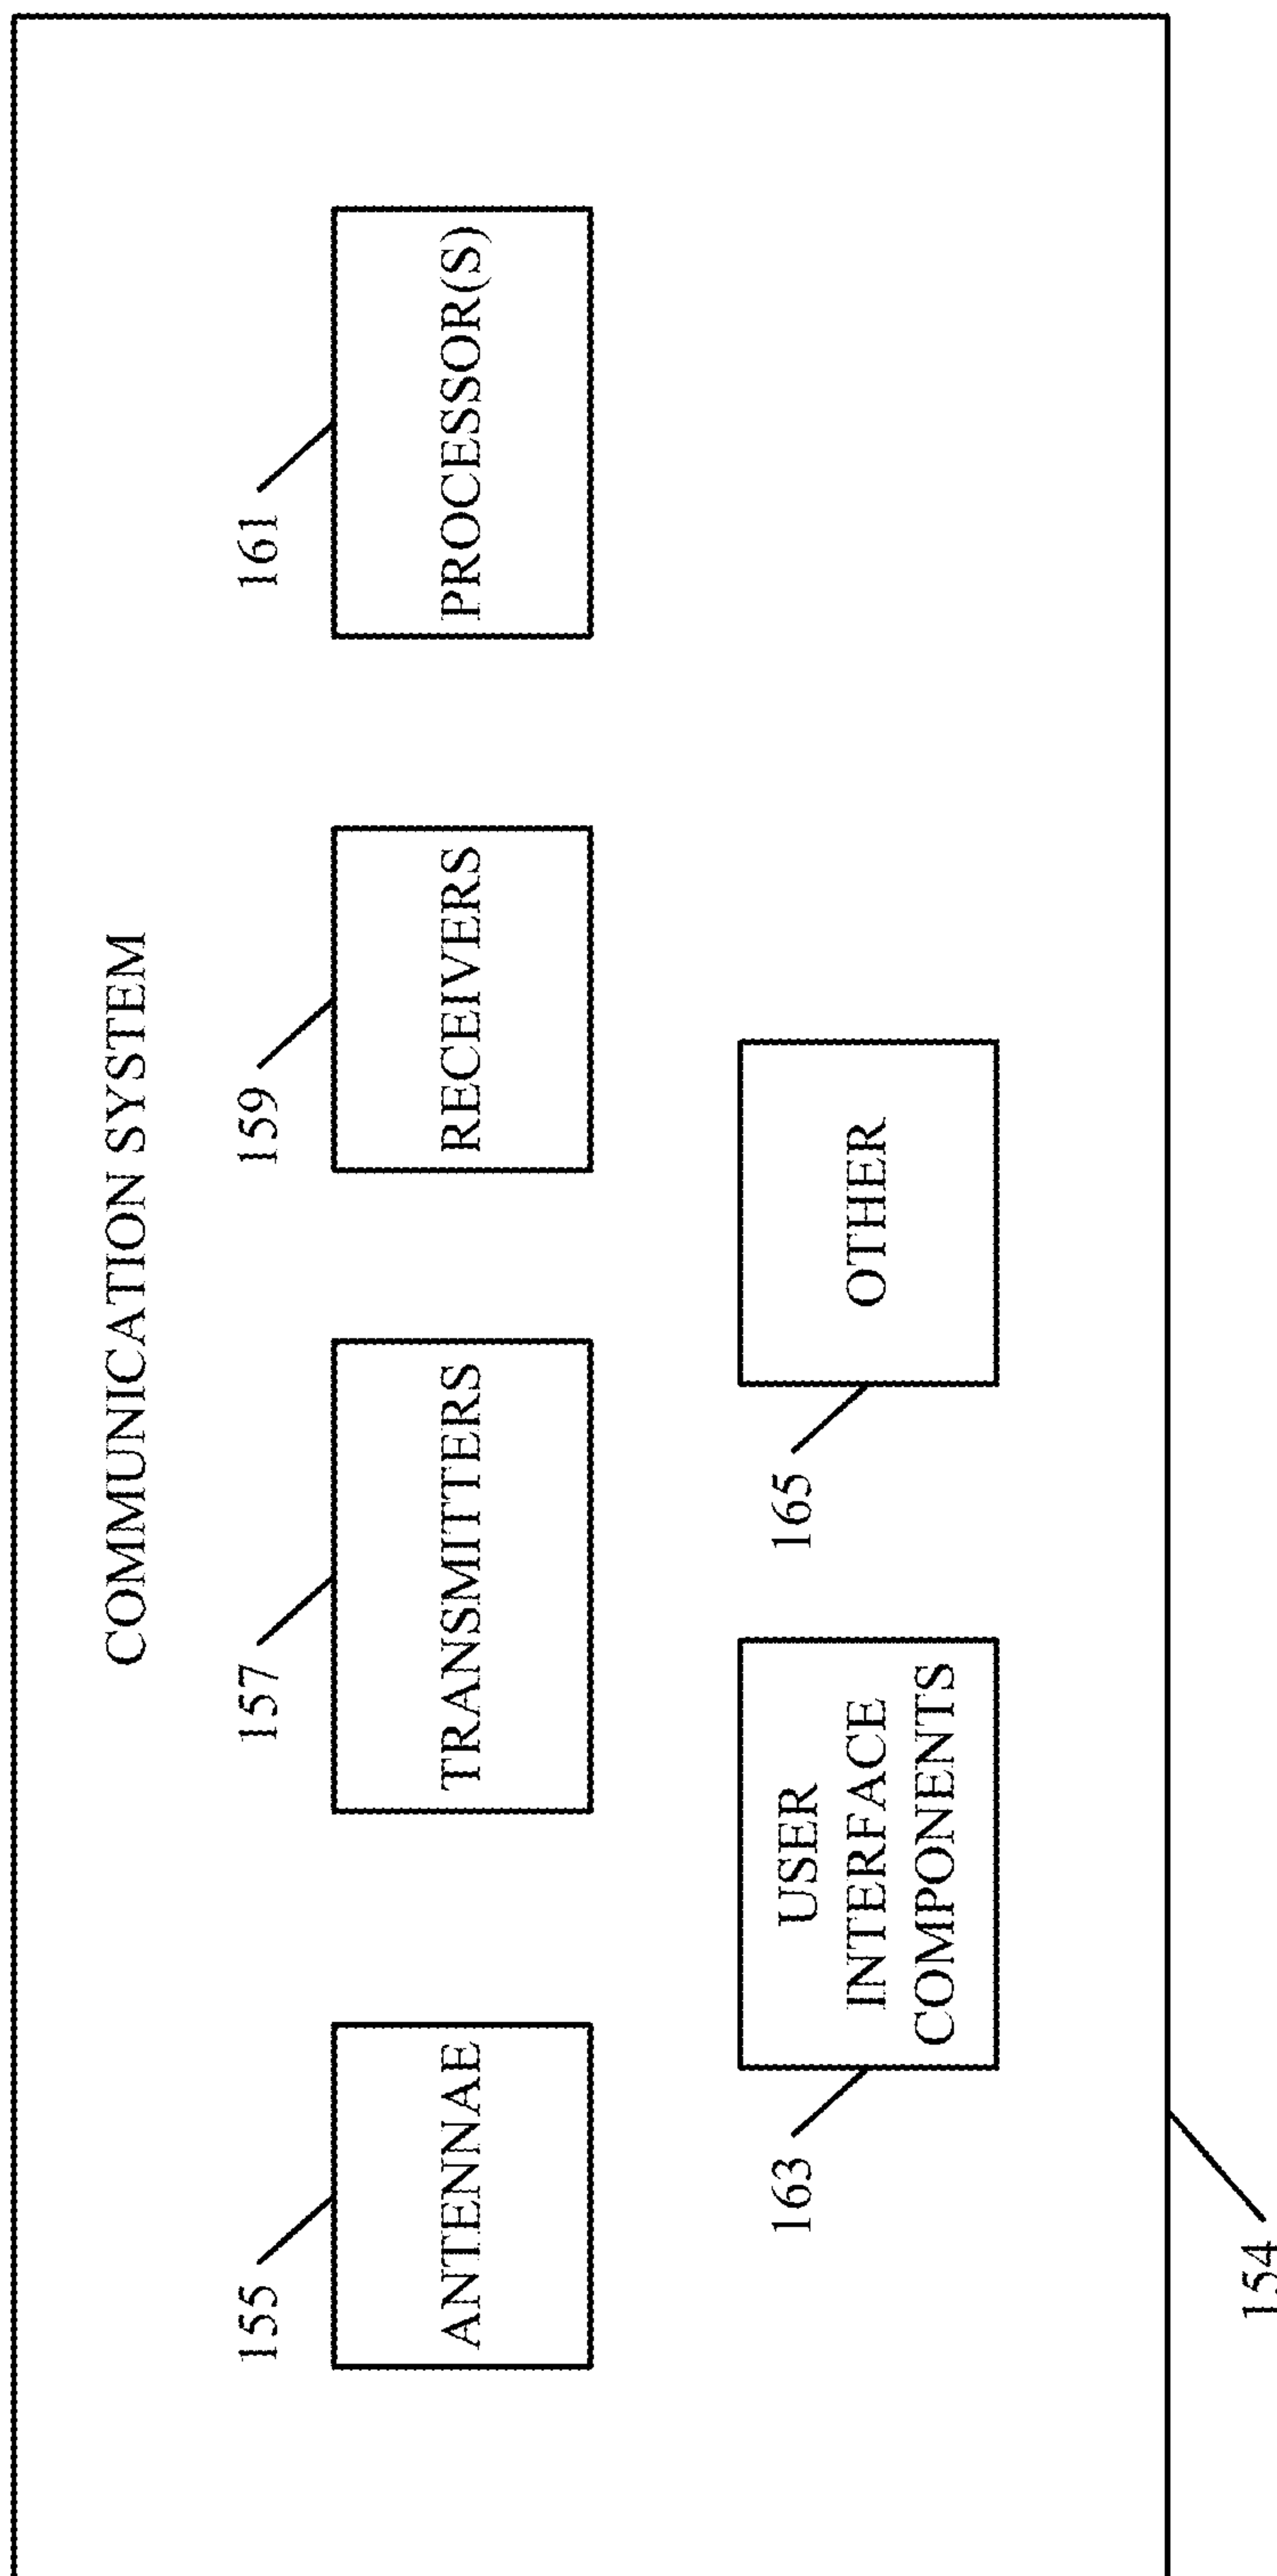 COMMUNICATION SYSTEM
155
157
159
161
ANTENNAE
TRANSMITTERS
RECEIVERS
PROCESSOR(S)
163
USER
INTERFACE
COMPONENTS
165
OTHER
154